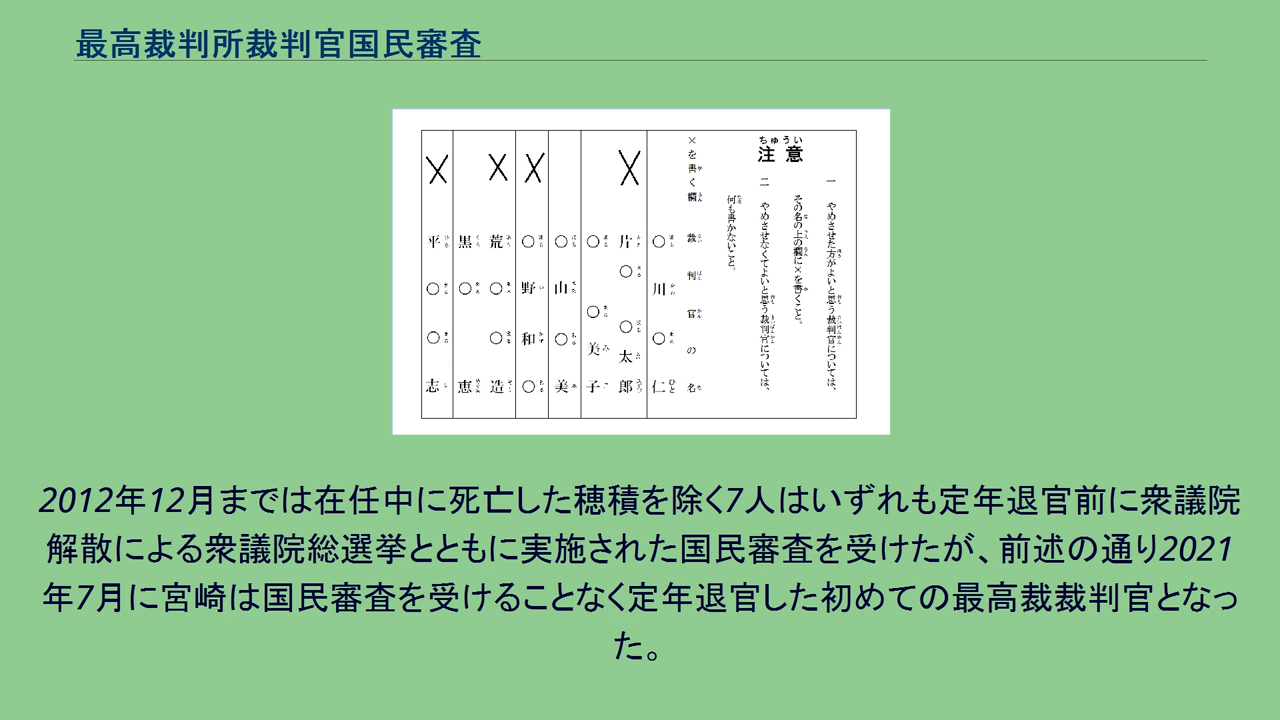 最高裁判所裁判官国民審査
ちゅうい
注意
一 やめさせた方がよいと思う裁判官については、
その名の上の欄に×を書くこと。
二 やめさせなくてよいと思う裁判官については、
何も書かないこと。
×を書く欄 裁判官の名
○川○仁
× 片○○太郎
○○美子
○山○美
× ○野和○
× 荒○○造
黒○恵
× 平○○志
2012年12月までは在任中に死亡した穂積を除く7人はいずれも定年退官前に衆議院
解散による衆議院総選挙とともに実施された国民審査を受けたが、前述の通り2021
年7月に宮崎は国民審査を受けることなく定年退官した初めての最高裁裁判官となっ
た。